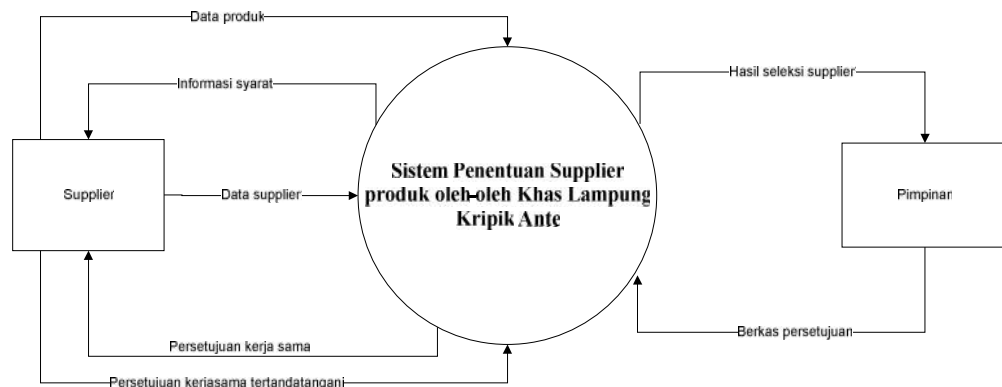 Data produk
Informasi syarat
Hasil seleksi supplier
Supplier
Data supplier
Sistem Penentuan Supplier
produk oleh-oleh Khas Lampung
Kripik Ante
Pimpinan
Berkas persetujuan
Persetujuan kerja sama
Persetujuan kerjasama tertandatangani